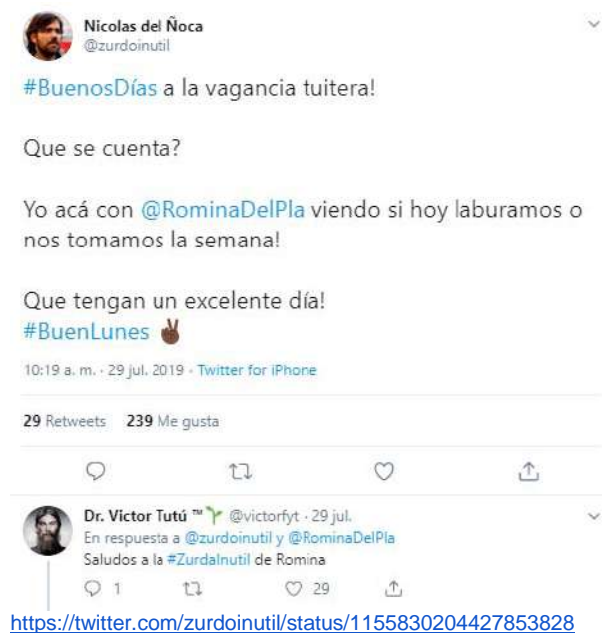 Nicolas del Ñoca
@zurdoinutil
#BuenosDías a la vagancia tuitera!
Que se cuenta?
Yo acá con @RominaDelPla viendo si hoy laburamos o
nos tomamos la semana!
Que tengan un excelente día!
#BuenLunes ✌🏿
10:19 a. m. · 29 jul. 2019 · Twitter for iPhone
29 Retweets 239 Me gusta
Dr. Victor Tutú ™ @victorfyt · 29 jul.
En respuesta a @zurdoinutil y @RominaDelPla
Saludos a la #ZurdaInutil de Romina
1 29
https://twitter.com/zurdoinutil/status/1155830204427853828